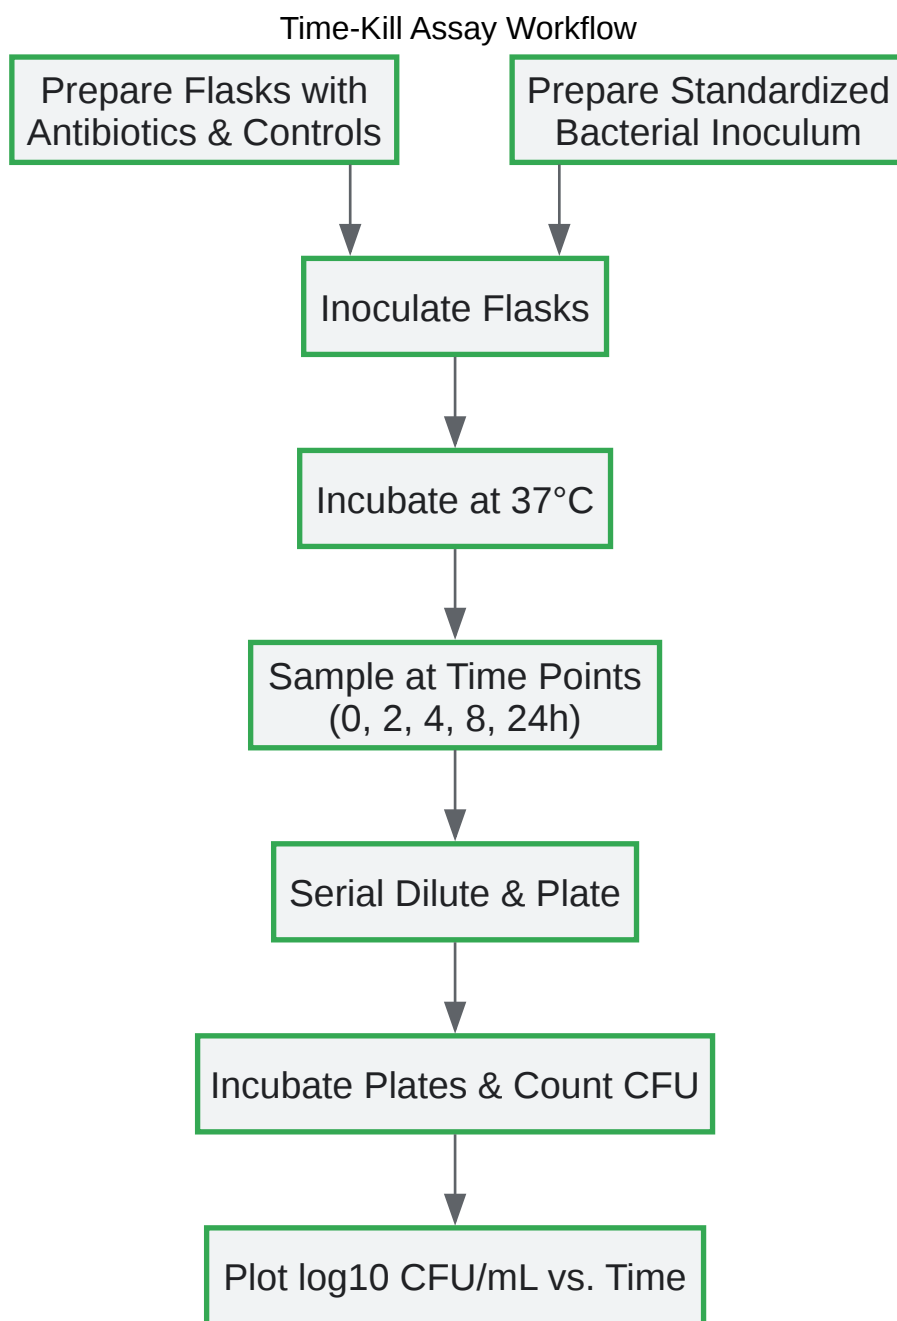 Time-Kill Assay Workflow
Prepare Flasks with
Antibiotics & Controls
Prepare Standardized
Bacterial Inoculum
Inoculate Flasks
Incubate at 37°C
Sample at Time Points
(0, 2, 4, 8, 24h)
Serial Dilute & Plate
Incubate Plates & Count CFU
Plot log10 CFU/mL vs. Time